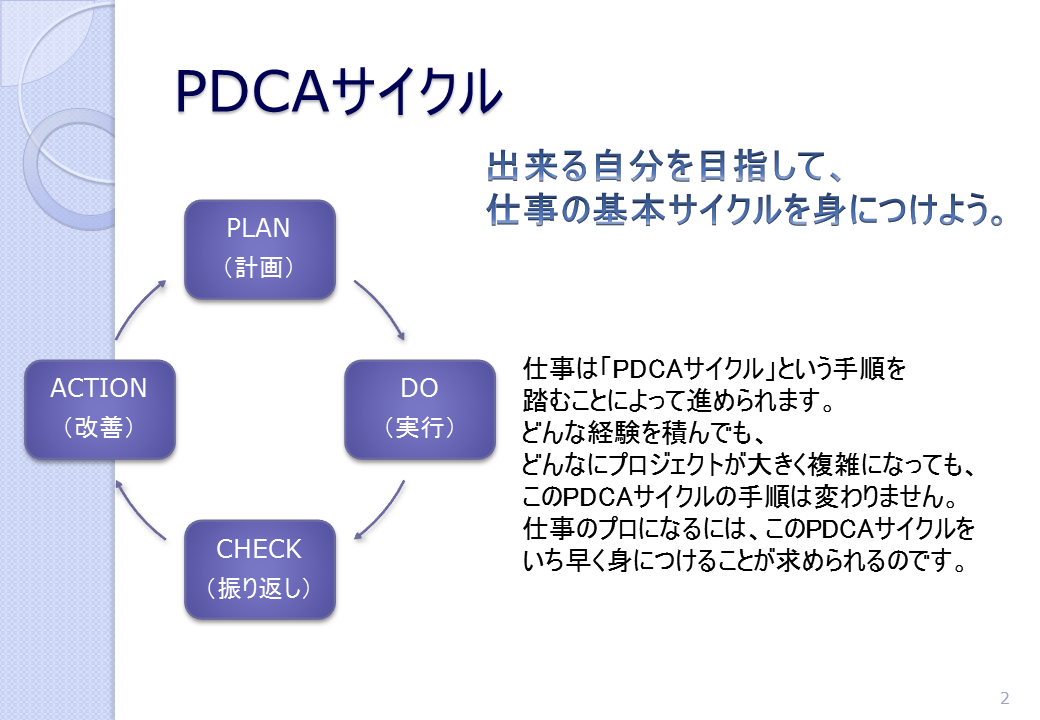 PDCAサイクル
出来る自分を目指して、
仕事の基本サイクルを身につけよう。
PLAN
（計画）
ACTION
（改善）
DO
（実行）
CHECK
（振り返し）
仕事は「PDCAサイクル」という手順を
踏むことによって進められます。
どんな経験を積んでも、
どんなにプロジェクトが大きく複雑になっても、
このPDCAサイクルの手順は変わりません。
仕事のプロになるには、このPDCAサイクルを
いち早く身につけることが求められるのです。
2